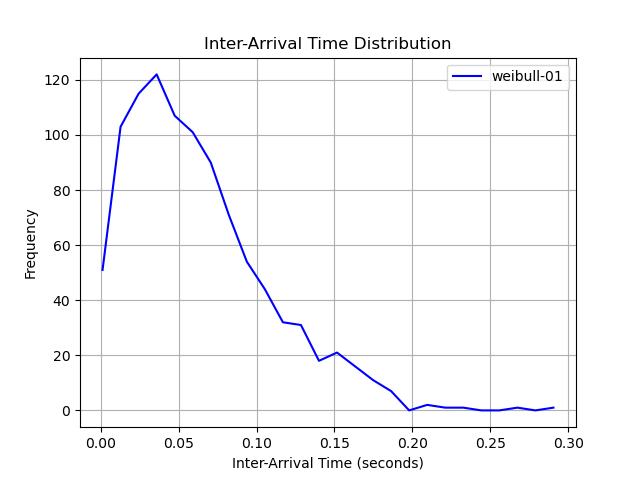 Inter-Arrival Time Distribution
weibull-01
120
100
80
60
40
20
0
Frequency
0.00 0.05 0.10 0.15 0.20 0.25 0.30
Inter-Arrival Time (seconds)